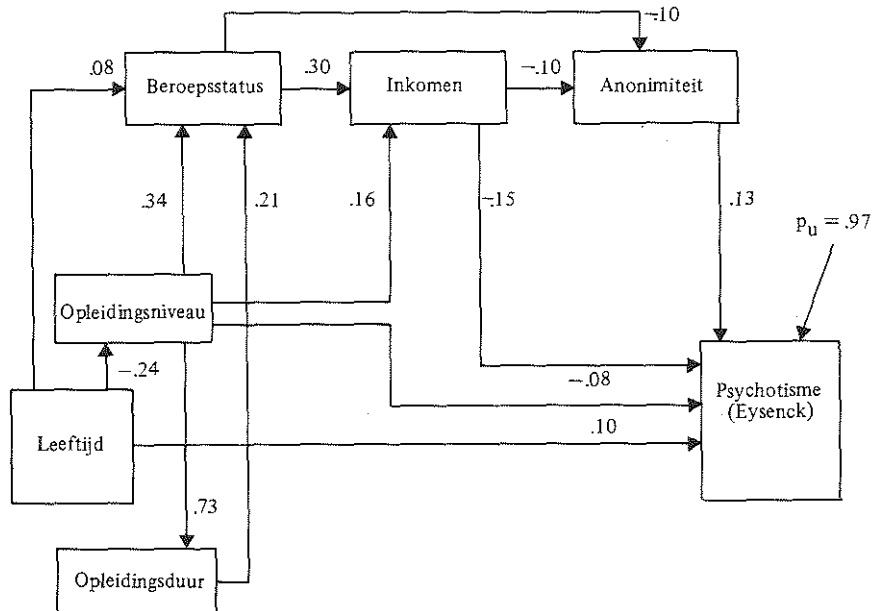 -.10
.08
Beroepsstatus
.30
Inkomen
-.10
Anonimiteit
.34
.21
.16
-.15
.13
p_u = .97
Opleidingsniveau
-.24
-.08
Psychotisme
(Eysenck)
Leeftijd
.10
.73
Opleidingsduur